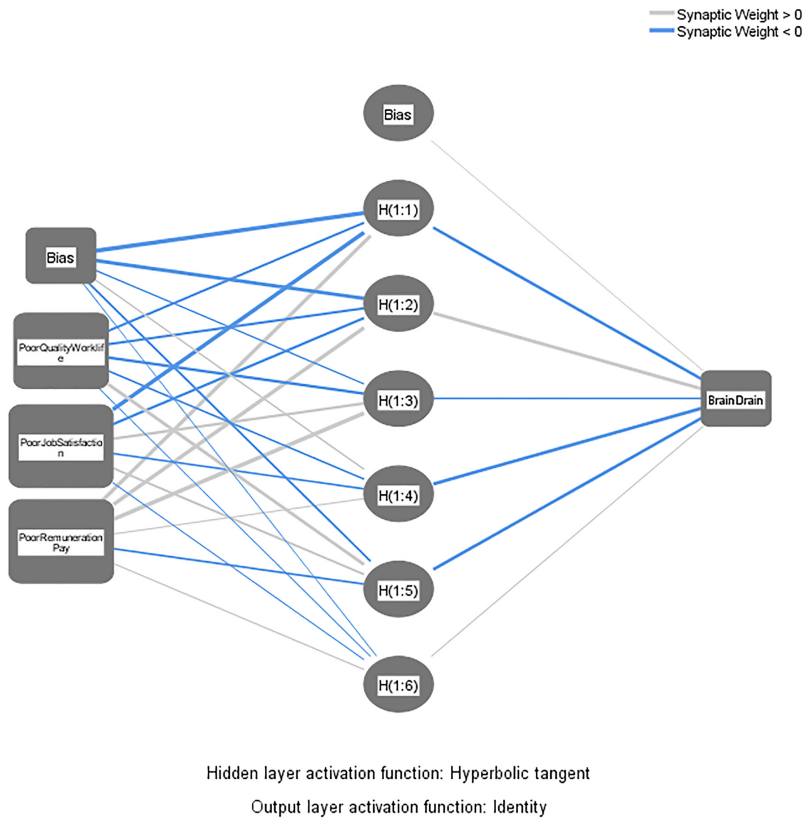 Synaptic Weight > 0
Synaptic Weight < 0
Bias
H(1:1)
Bias
H(1:2)
PoorQualityWorklif
e
H(1:3)
BrainDrain
PoorJobSatisfactio
n
H(1:4)
PoorRemuneration
Pay
H(1:5)
H(1:6)
Hidden layer activation function: Hyperbolic tangent
Output layer activation function: Identity